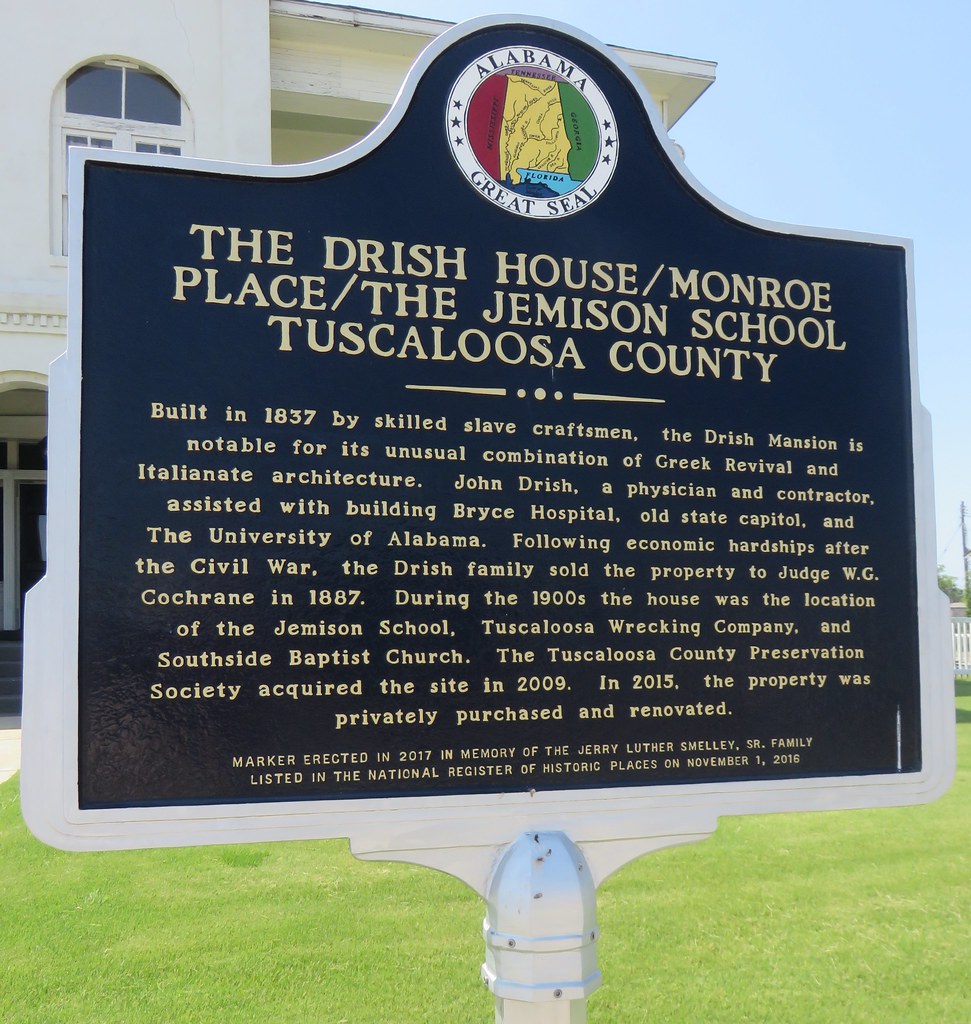 ALABAMA
TENNESSEE
MISSISSIPPI
GEORGIA
FLORIDA
GREAT SEAL
THE DRISH HOUSE/MONROE
PLACE/THE JEMISON SCHOOL
TUSCALOOSA COUNTY
Built in 1837 by skilled slave craftsmen, the Drish Mansion is
notable for its unusual combination of Greek Revival and
Italianate architecture. John Drish, a physician and contractor,
assisted with building Bryce Hospital, old state capitol, and
The University of Alabama. Following economic hardships after
the Civil War, the Drish family sold the property to Judge W.G.
Cochrane in 1887. During the 1900s the house was the location
of the Jemison School, Tuscaloosa Wrecking Company, and
Southside Baptist Church. The Tuscaloosa County Preservation
Society acquired the site in 2009. In 2015, the property was
privately purchased and renovated.
MARKER ERECTED IN 2017 IN MEMORY OF THE JERRY LUTHER SMELLEY, SR. FAMILY
LISTED IN THE NATIONAL REGISTER OF HISTORIC PLACES ON NOVEMBER 1, 2016